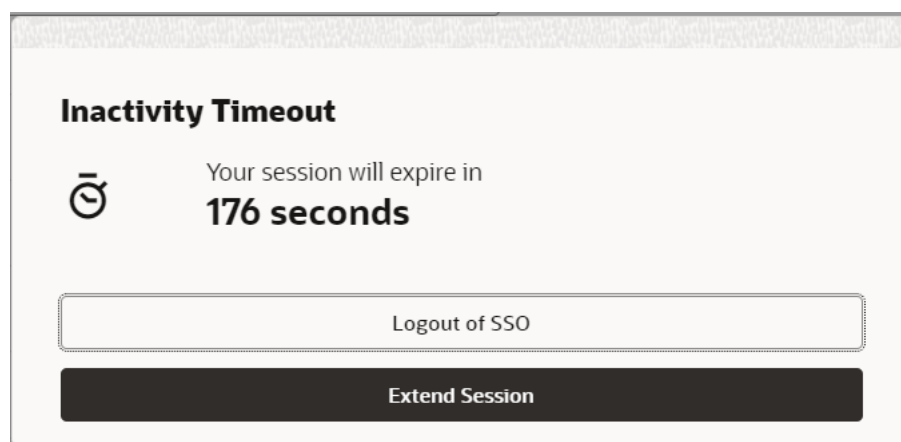 Inactivity Timeout
Your session will expire in
176 seconds
Logout of SSO
Extend Session